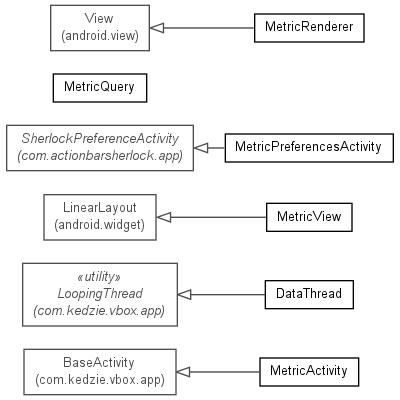 View
(android.view)
MetricRenderer
MetricQuery
SherlockPreferenceActivity
(com.actionbarsherlock.app)
MetricPreferencesActivity
LinearLayout
(android.widget)
MetricView
«utility»
LoopingThread
(com.kedzie.vbox.app)
DataThread
BaseActivity
(com.kedzie.vbox.app)
MetricActivity